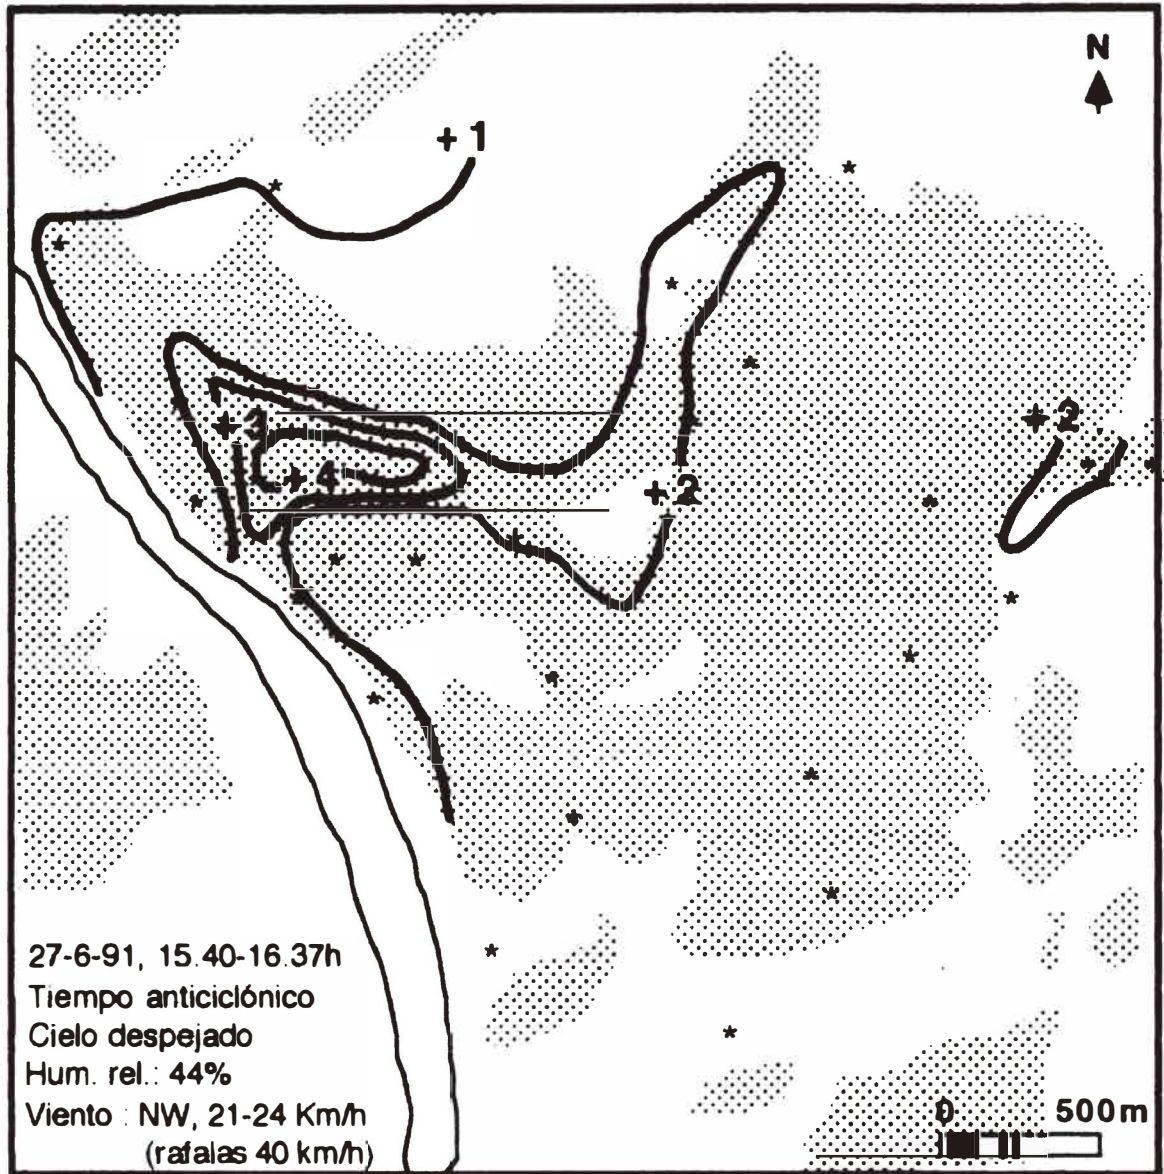 N
+ 1
+ 3
+ 2
+ 4
+ 2
27-6-91, 15.40-16.37h
Tiempo anticiclónico
Cielo despejado
Hum. rel.: 44%
Viento : NW, 21-24 Km/h
(rafalas 40 km/h)
0 500m